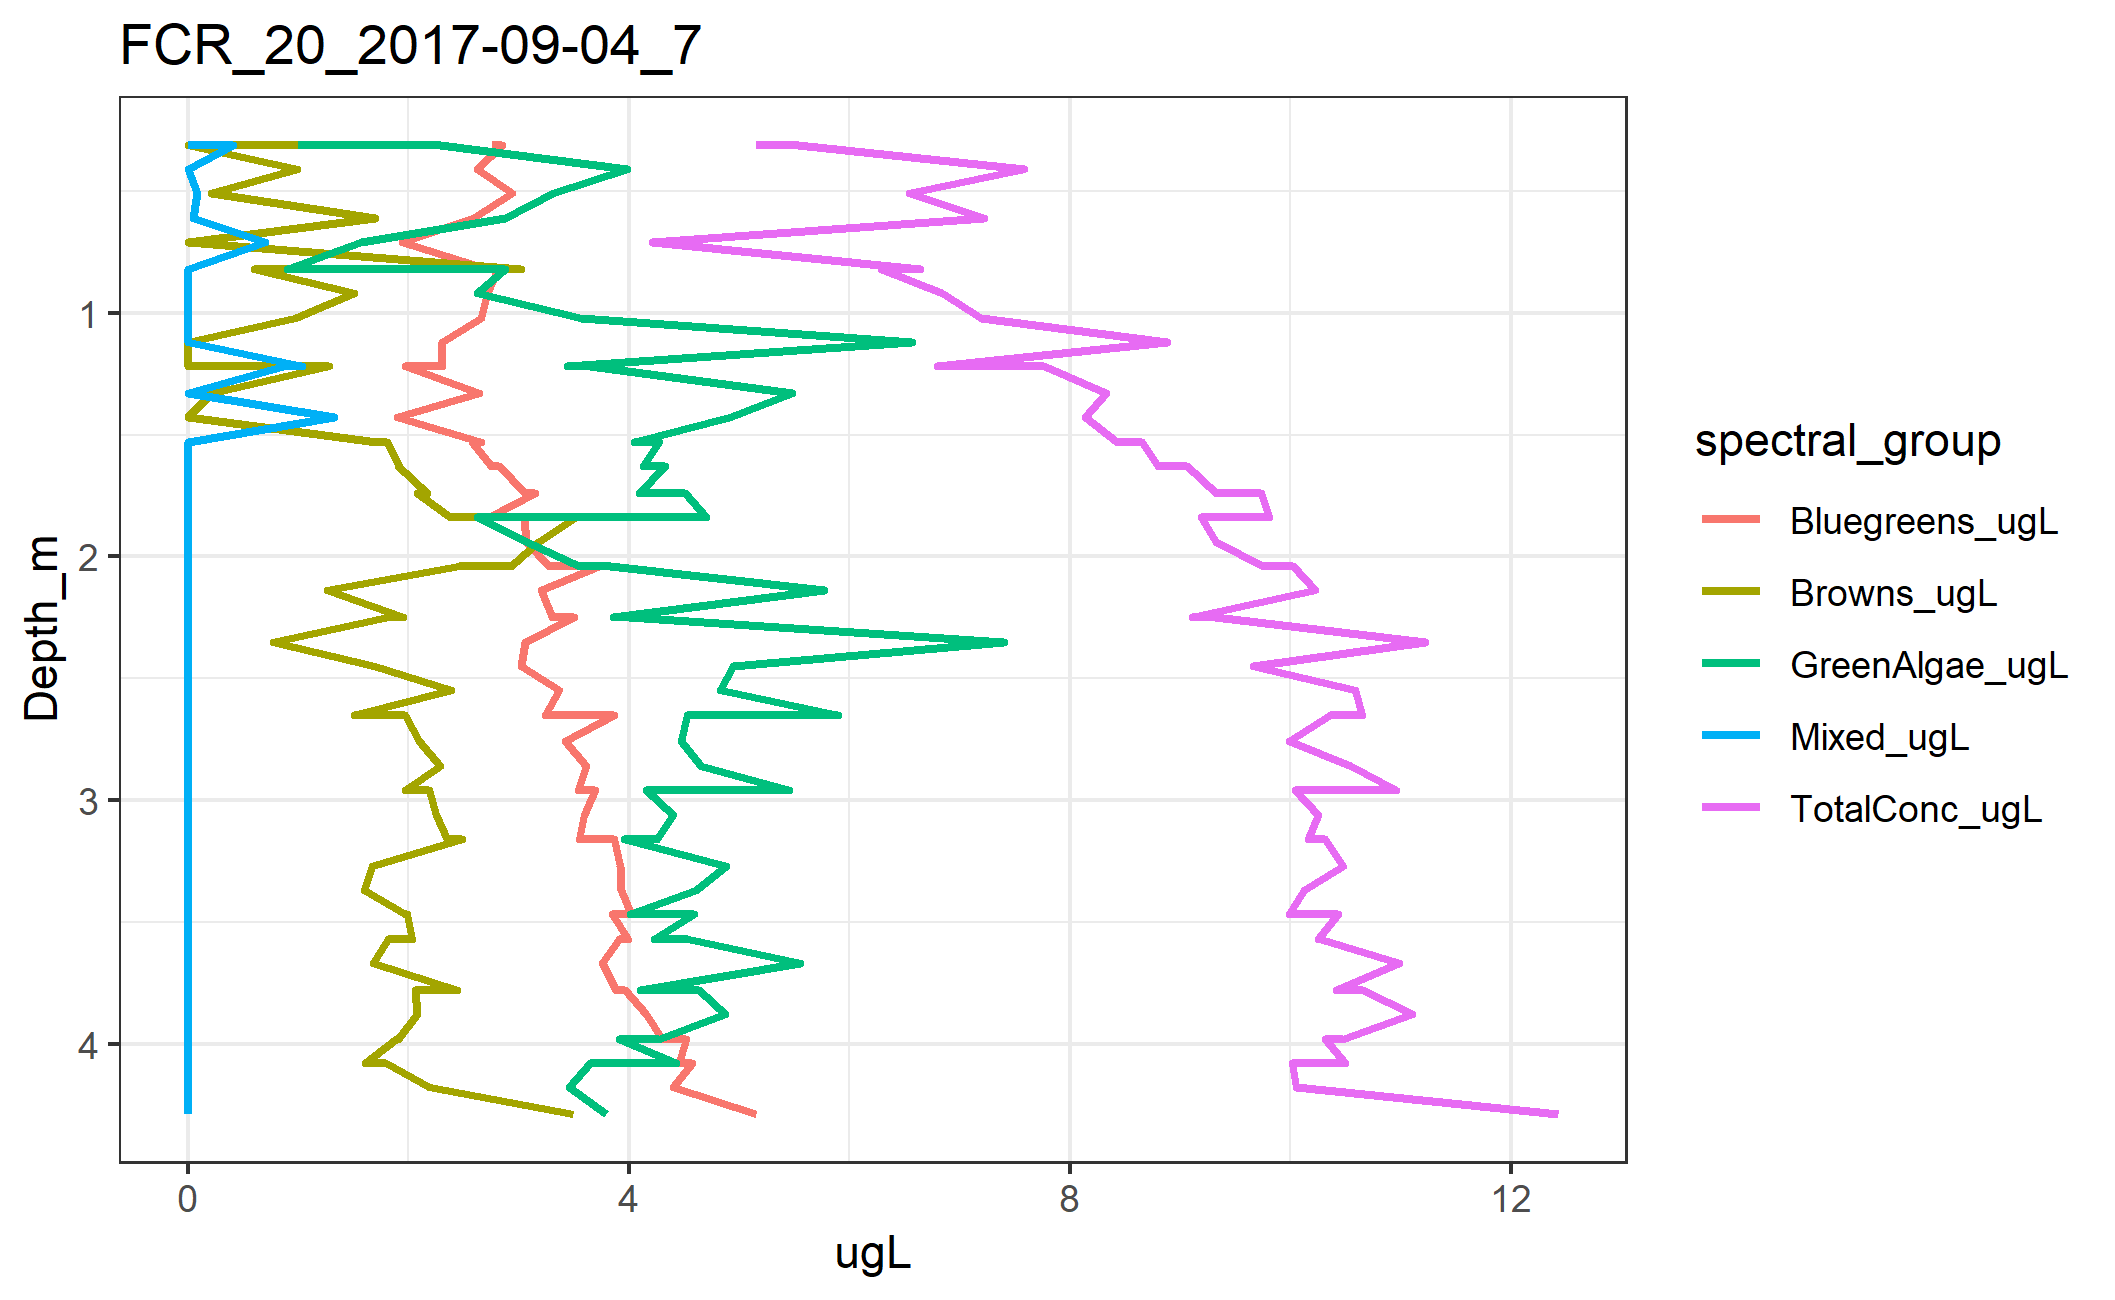 FCR_20_2017-09-04_7
Depth_m
1
2
3
4
0
4
8
12
ugL
spectral_group
Bluegreens_ugL
Browns_ugL
GreenAlgae_ugL
Mixed_ugL
TotalConc_ugL